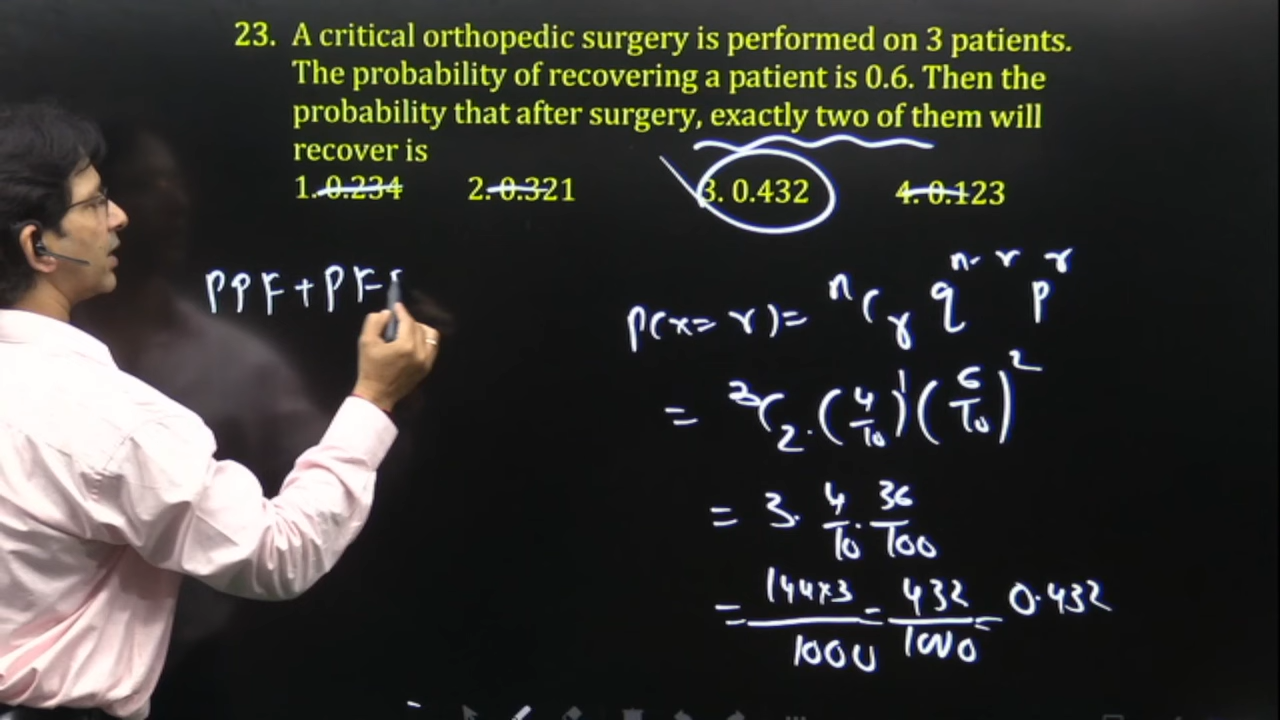 23. A critical orthopedic surgery is performed on 3 patients.
The probability of recovering a patient is 0.6. Then the
probability that after surgery, exactly two of them will
recover is
1. 0.234 2. 0.321 3. 0.432 4. 0.123
PPF + PF
P(x = r) = ⁿCᵣ qⁿ⁻ʳ pʳ
= ³C₂ · (4/10)¹ (6/10)²
= 3 · 4/10 · 36/100
= 144×3/1000 = 432/1000 = 0.432